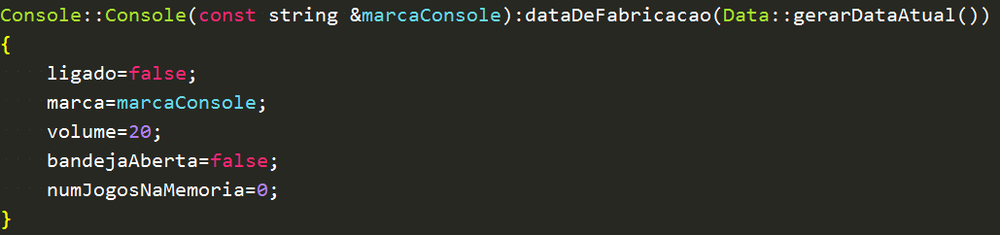 Console::Console(const string &marcaConsole):dataDeFabricacao(Data::gerarDataAtual())
{
    ligado=false;
    marca=marcaConsole;
    volume=20;
    bandejaAberta=false;
    numJogosNaMemoria=0;
}